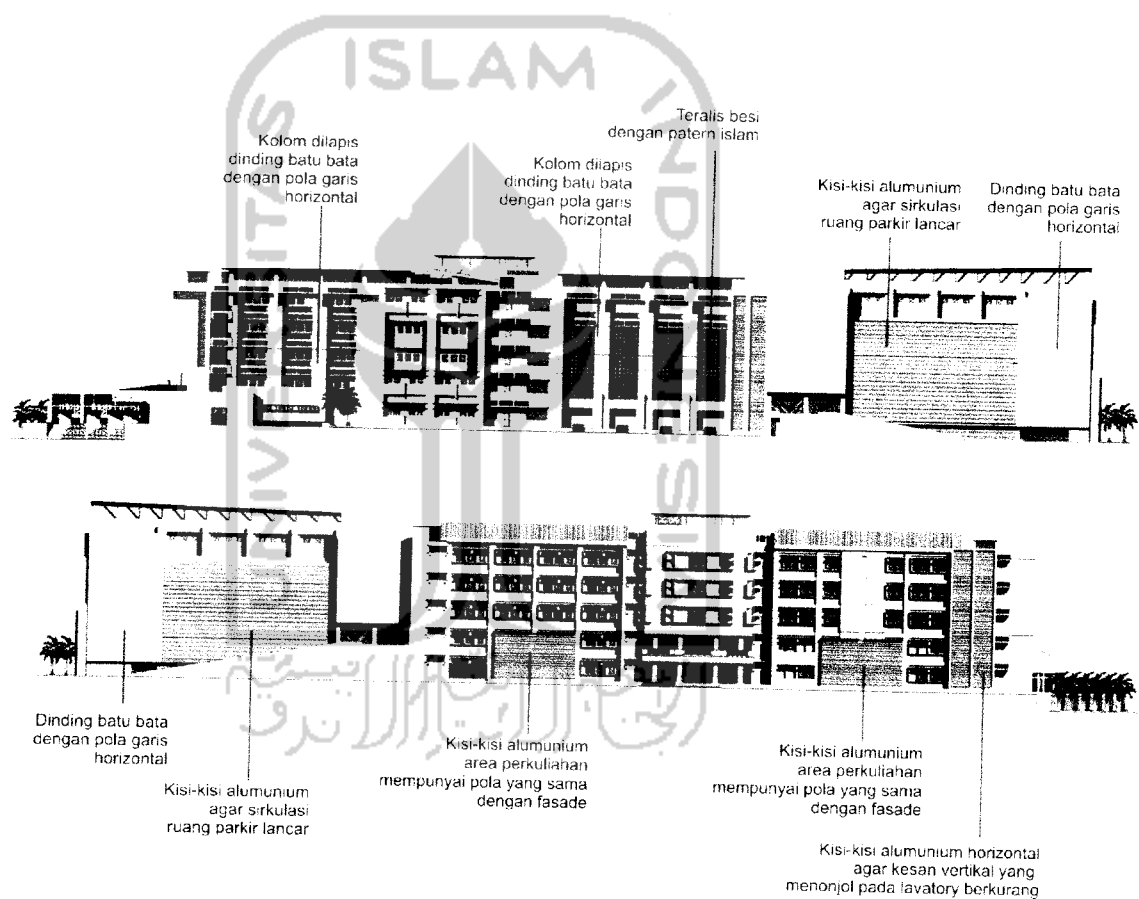 ISLAM
UNIVERSITAS
INDONESIA
Teralis besi
dengan patern islam
Kolom dilapis
dinding batu bata
dengan pola garis
horizontal
Kolom dilapis
dinding batu bata
dengan pola garis
horizontal
Kisi-kisi alumunium
agar sirkulasi
ruang parkir lancar
Dinding batu bata
dengan pola garis
horizontal
Dinding batu bata
dengan pola garis
horizontal
Kisi-kisi alumunium
agar sirkulasi
ruang parkir lancar
Kisi-kisi alumunium
area perkuliahan
mempunyai pola yang sama
dengan fasade
Kisi-kisi alumunium
area perkuliahan
mempunyai pola yang sama
dengan fasade
Kisi-kisi alumunium horizontal
agar kesan vertikal yang
menonjol pada lavatory berkurang